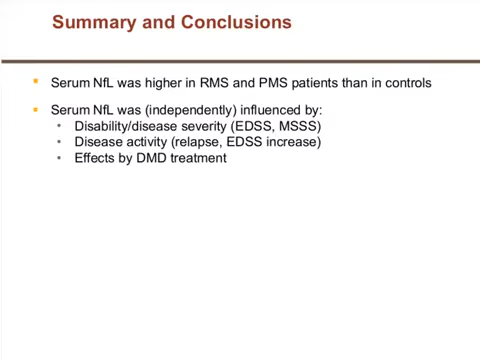 Summary and Conclusions
▪ Serum NfL was higher in RMS and PMS patients than in controls
▪ Serum NfL was (independently) influenced by:
• Disability/disease severity (EDSS, MSSS)
• Disease activity (relapse, EDSS increase)
• Effects by DMD treatment